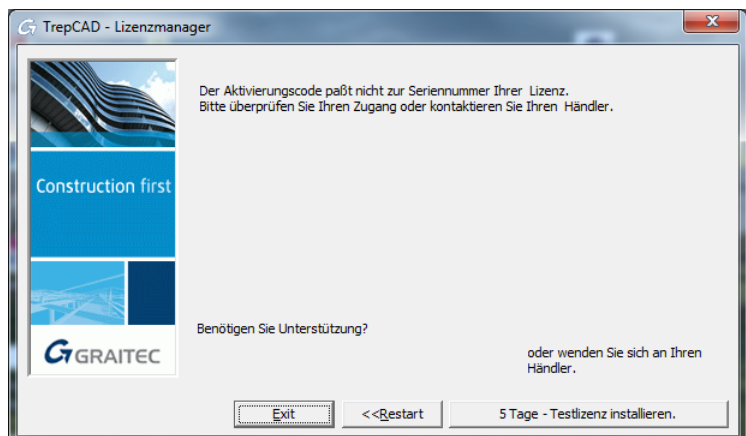 TrepCAD - Lizenzmanager
Der Aktivierungscode paßt nicht zur Seriennummer Ihrer Lizenz.
Bitte überprüfen Sie Ihren Zugang oder kontaktieren Sie Ihren Händler.
Construction first
Benötigen Sie Unterstützung?
GRAITEC
oder wenden Sie sich an Ihren
Händler.
Exit
<<Restart
5 Tage - Testlizenz installieren.